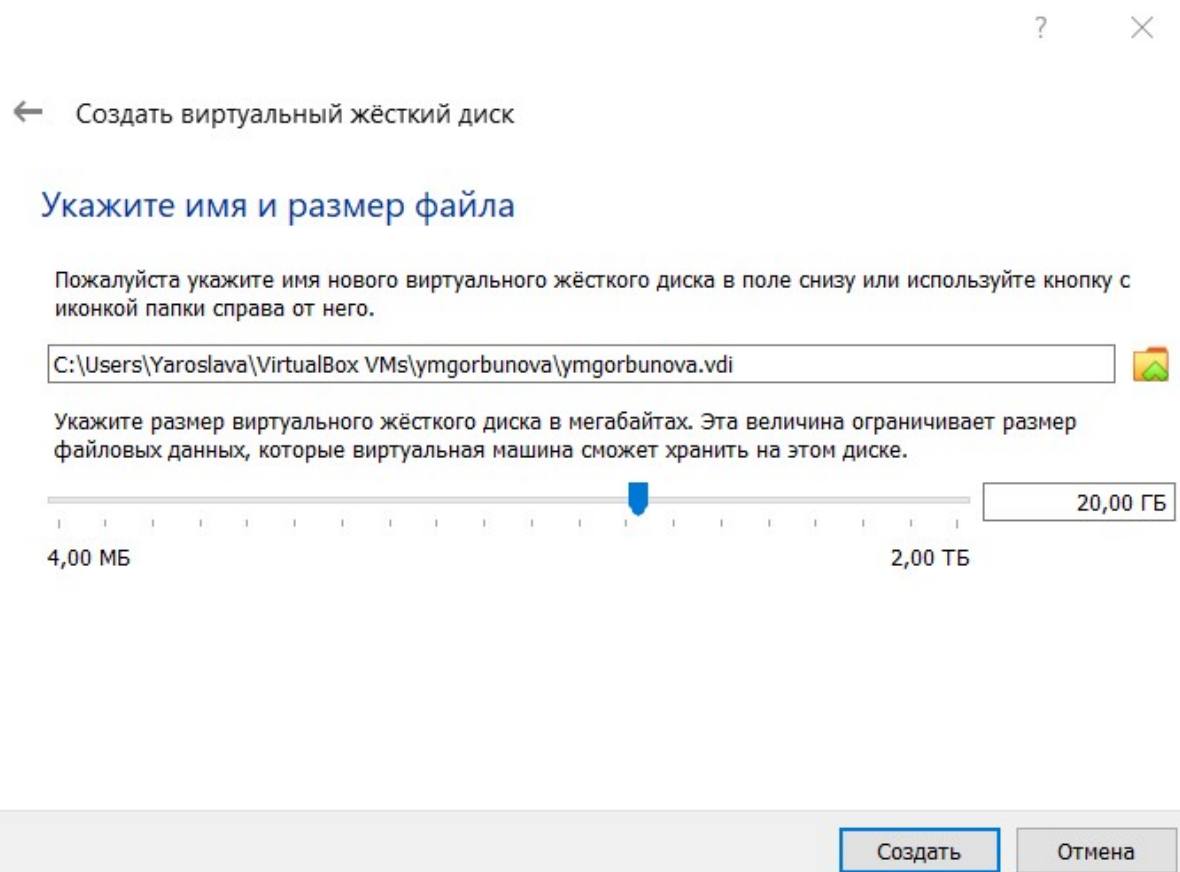 ?
Создать виртуальный жёсткий диск
Укажите имя и размер файла
Пожалуйста укажите имя нового виртуального жёсткого диска в поле снизу или используйте кнопку с
иконкой папки справа от него.
C:\Users\Yaroslava\VirtualBox VMs\ymgorbunova\ymgorbunova.vdi
Укажите размер виртуального жёсткого диска в мегабайтах. Эта величина ограничивает размер
файловых данных, которые виртуальная машина сможет хранить на этом диске.
20,00 ГБ
4,00 МБ 2,00 ТБ
Создать Отмена